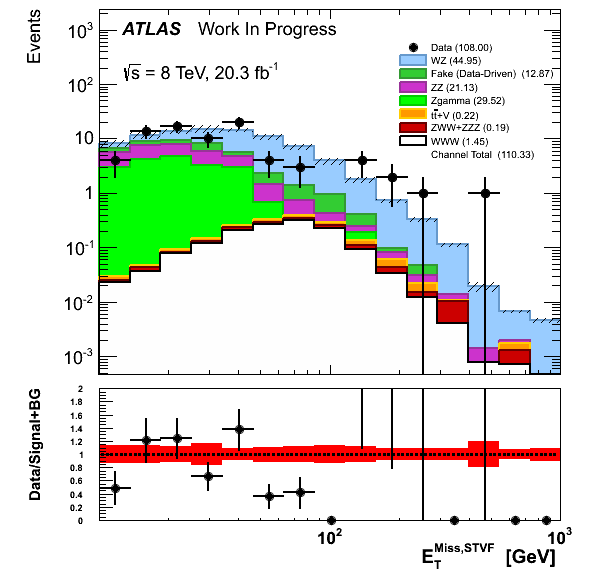 Events
10³
10²
10
1
10⁻¹
10⁻²
10⁻³
ATLAS Work In Progress
√s = 8 TeV, 20.3 fb⁻¹
Data (108.00)
WZ (44.95)
Fake (Data-Driven) (12.87)
ZZ (21.13)
Zgamma (29.52)
tt̄+V (0.22)
ZWW+ZZZ (0.19)
WWW (1.45)
Channel Total (110.33)
Data/Signal+BG
2
1.8
1.6
1.4
1.2
1
0.8
0.6
0.4
0.2
0
10² 10³
E_T^Miss,STVF [GeV]